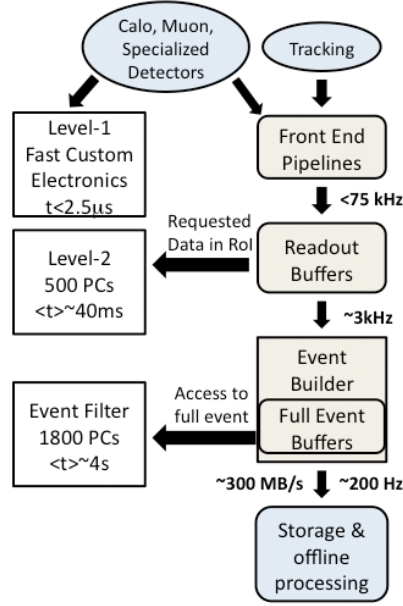 Calo, Muon,
Specialized
Detectors
Tracking
Level-1
Fast Custom
Electronics
t<2.5μs
Front End
Pipelines
<75 kHz
Requested
Data in RoI
Readout
Buffers
Level-2
500 PCs
<t>~40ms
~3kHz
Event
Builder
Full Event
Buffers
Access to
full event
Event Filter
1800 PCs
<t>~4s
~300 MB/s
~200 Hz
Storage &
offline
processing